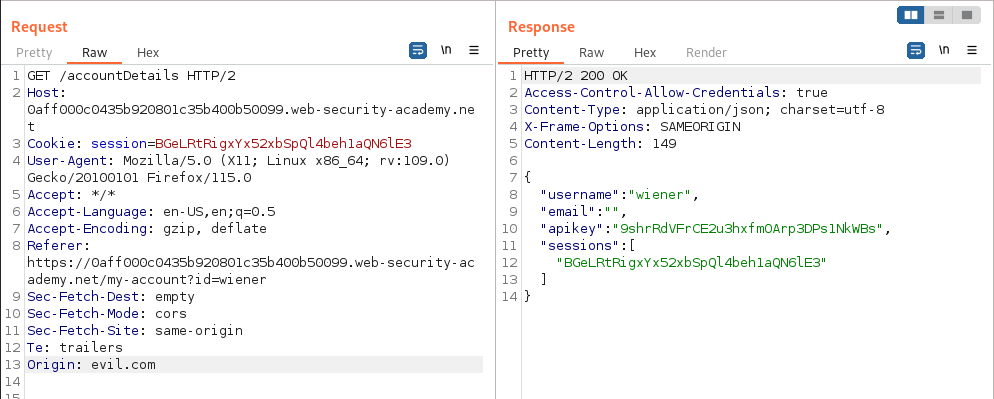 Request
Pretty Raw Hex \n
1 GET /accountDetails HTTP/2
2 Host:
0aff000c0435b920801c35b400b50099.web-security-academy.ne
t
3 Cookie: session=BGeLRtRigxYx52xbSpQl4beh1aQN6lE3
4 User-Agent: Mozilla/5.0 (X11; Linux x86_64; rv:109.0)
Gecko/20100101 Firefox/115.0
5 Accept: */*
6 Accept-Language: en-US,en;q=0.5
7 Accept-Encoding: gzip, deflate
8 Referer:
https://0aff000c0435b920801c35b400b50099.web-security-ac
ademy.net/my-account?id=wiener
9 Sec-Fetch-Dest: empty
10 Sec-Fetch-Mode: cors
11 Sec-Fetch-Site: same-origin
12 Te: trailers
13 Origin: evil.com
14
15
Response
Pretty Raw Hex Render \n
1 HTTP/2 200 OK
2 Access-Control-Allow-Credentials: true
3 Content-Type: application/json; charset=utf-8
4 X-Frame-Options: SAMEORIGIN
5 Content-Length: 149
6
7 {
8 "username":"wiener",
9 "email":"",
10 "apikey":"9shrRdVFrCE2u3hxfmOArp3DPs1NkWBs",
11 "sessions":[
12 "BGeLRtRigxYx52xbSpQl4beh1aQN6lE3"
13 ]
14 }